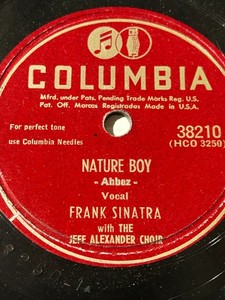 COLUMBIA
Mfrd. under Pats. Pending Trade Marks Reg. U.S.
Pat. Off. Marcas Registradas Made in U.S.A.
For perfect tone
use Columbia Needles
38210
(HCO 3250)
NATURE BOY
- Ahbez -
Vocal
FRANK SINATRA
with THE
JEFF ALEXANDER CHOIR